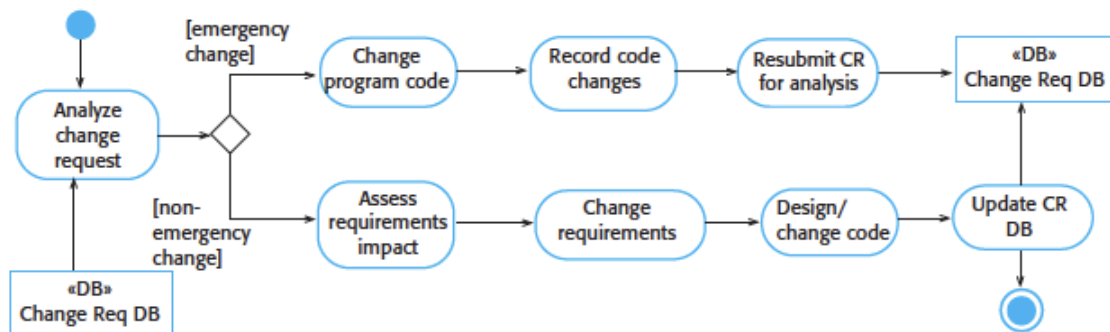 [emergency
change]
Change
program code
Record code
changes
Resubmit CR
for analysis
«DB»
Change Req DB
Analyze
change
request
[non-
emergency
change]
Assess
requirements
impact
Change
requirements
Design/
change code
Update CR
DB
«DB»
Change Req DB